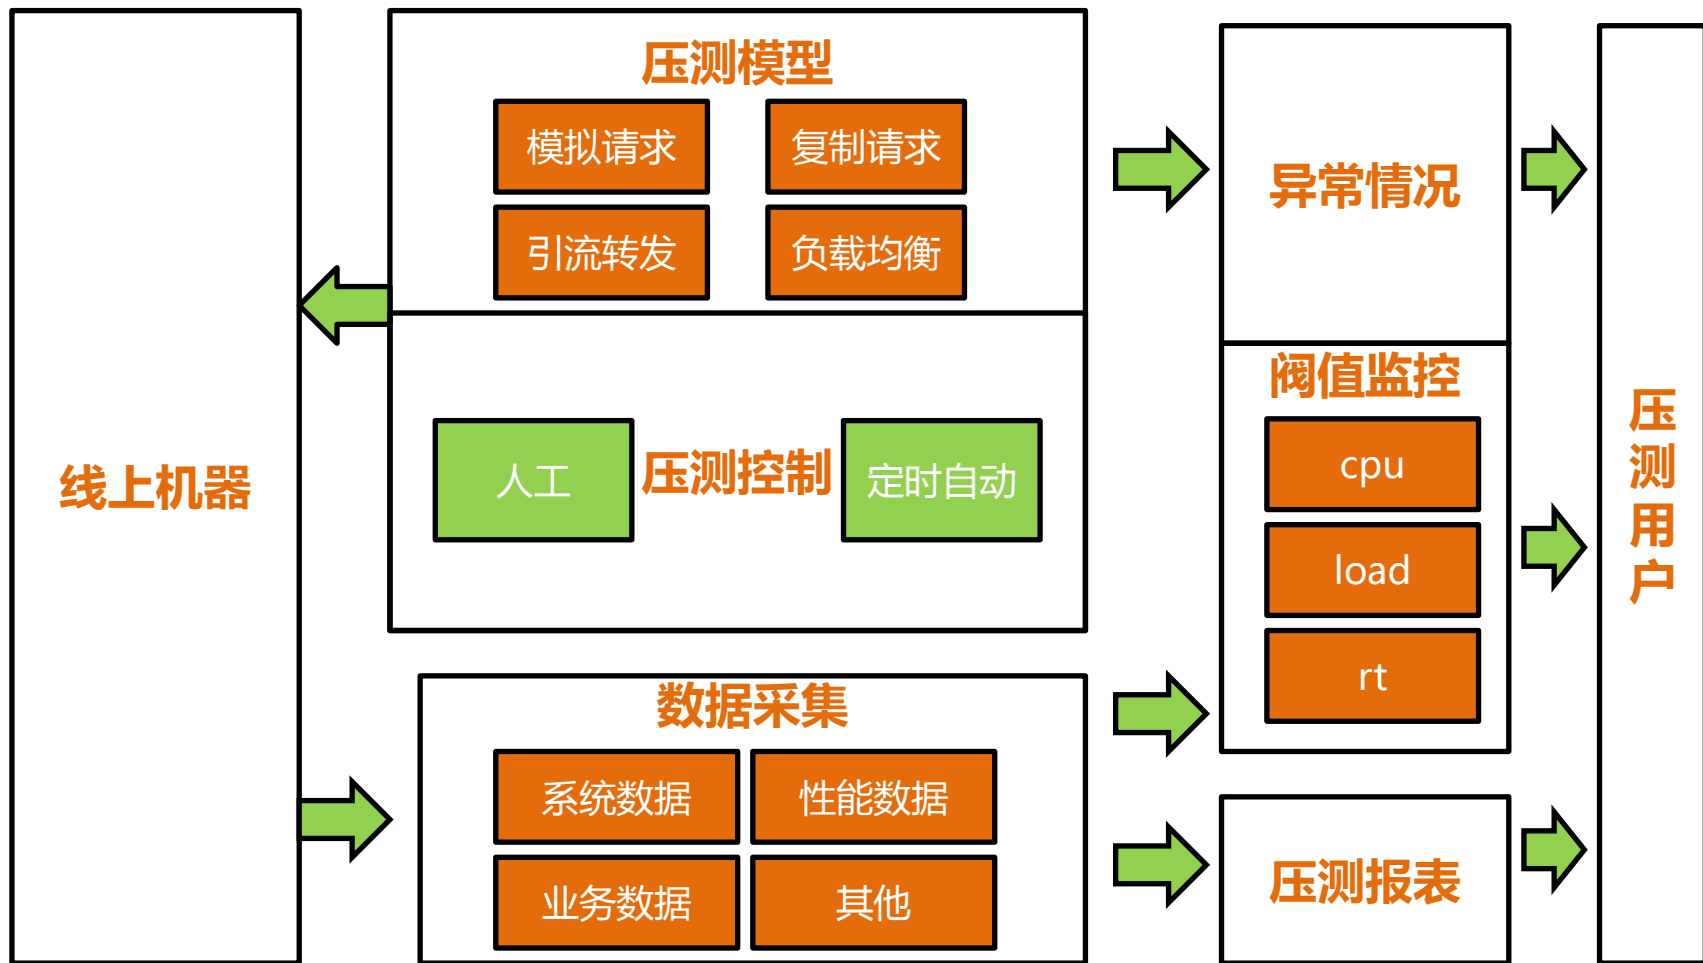 线上机器
压测模型
模拟请求
复制请求
引流转发
负载均衡
人工
压测控制
定时自动
数据采集
系统数据
性能数据
业务数据
其他
异常情况
阀值监控
cpu
load
rt
压测报表
压测用户